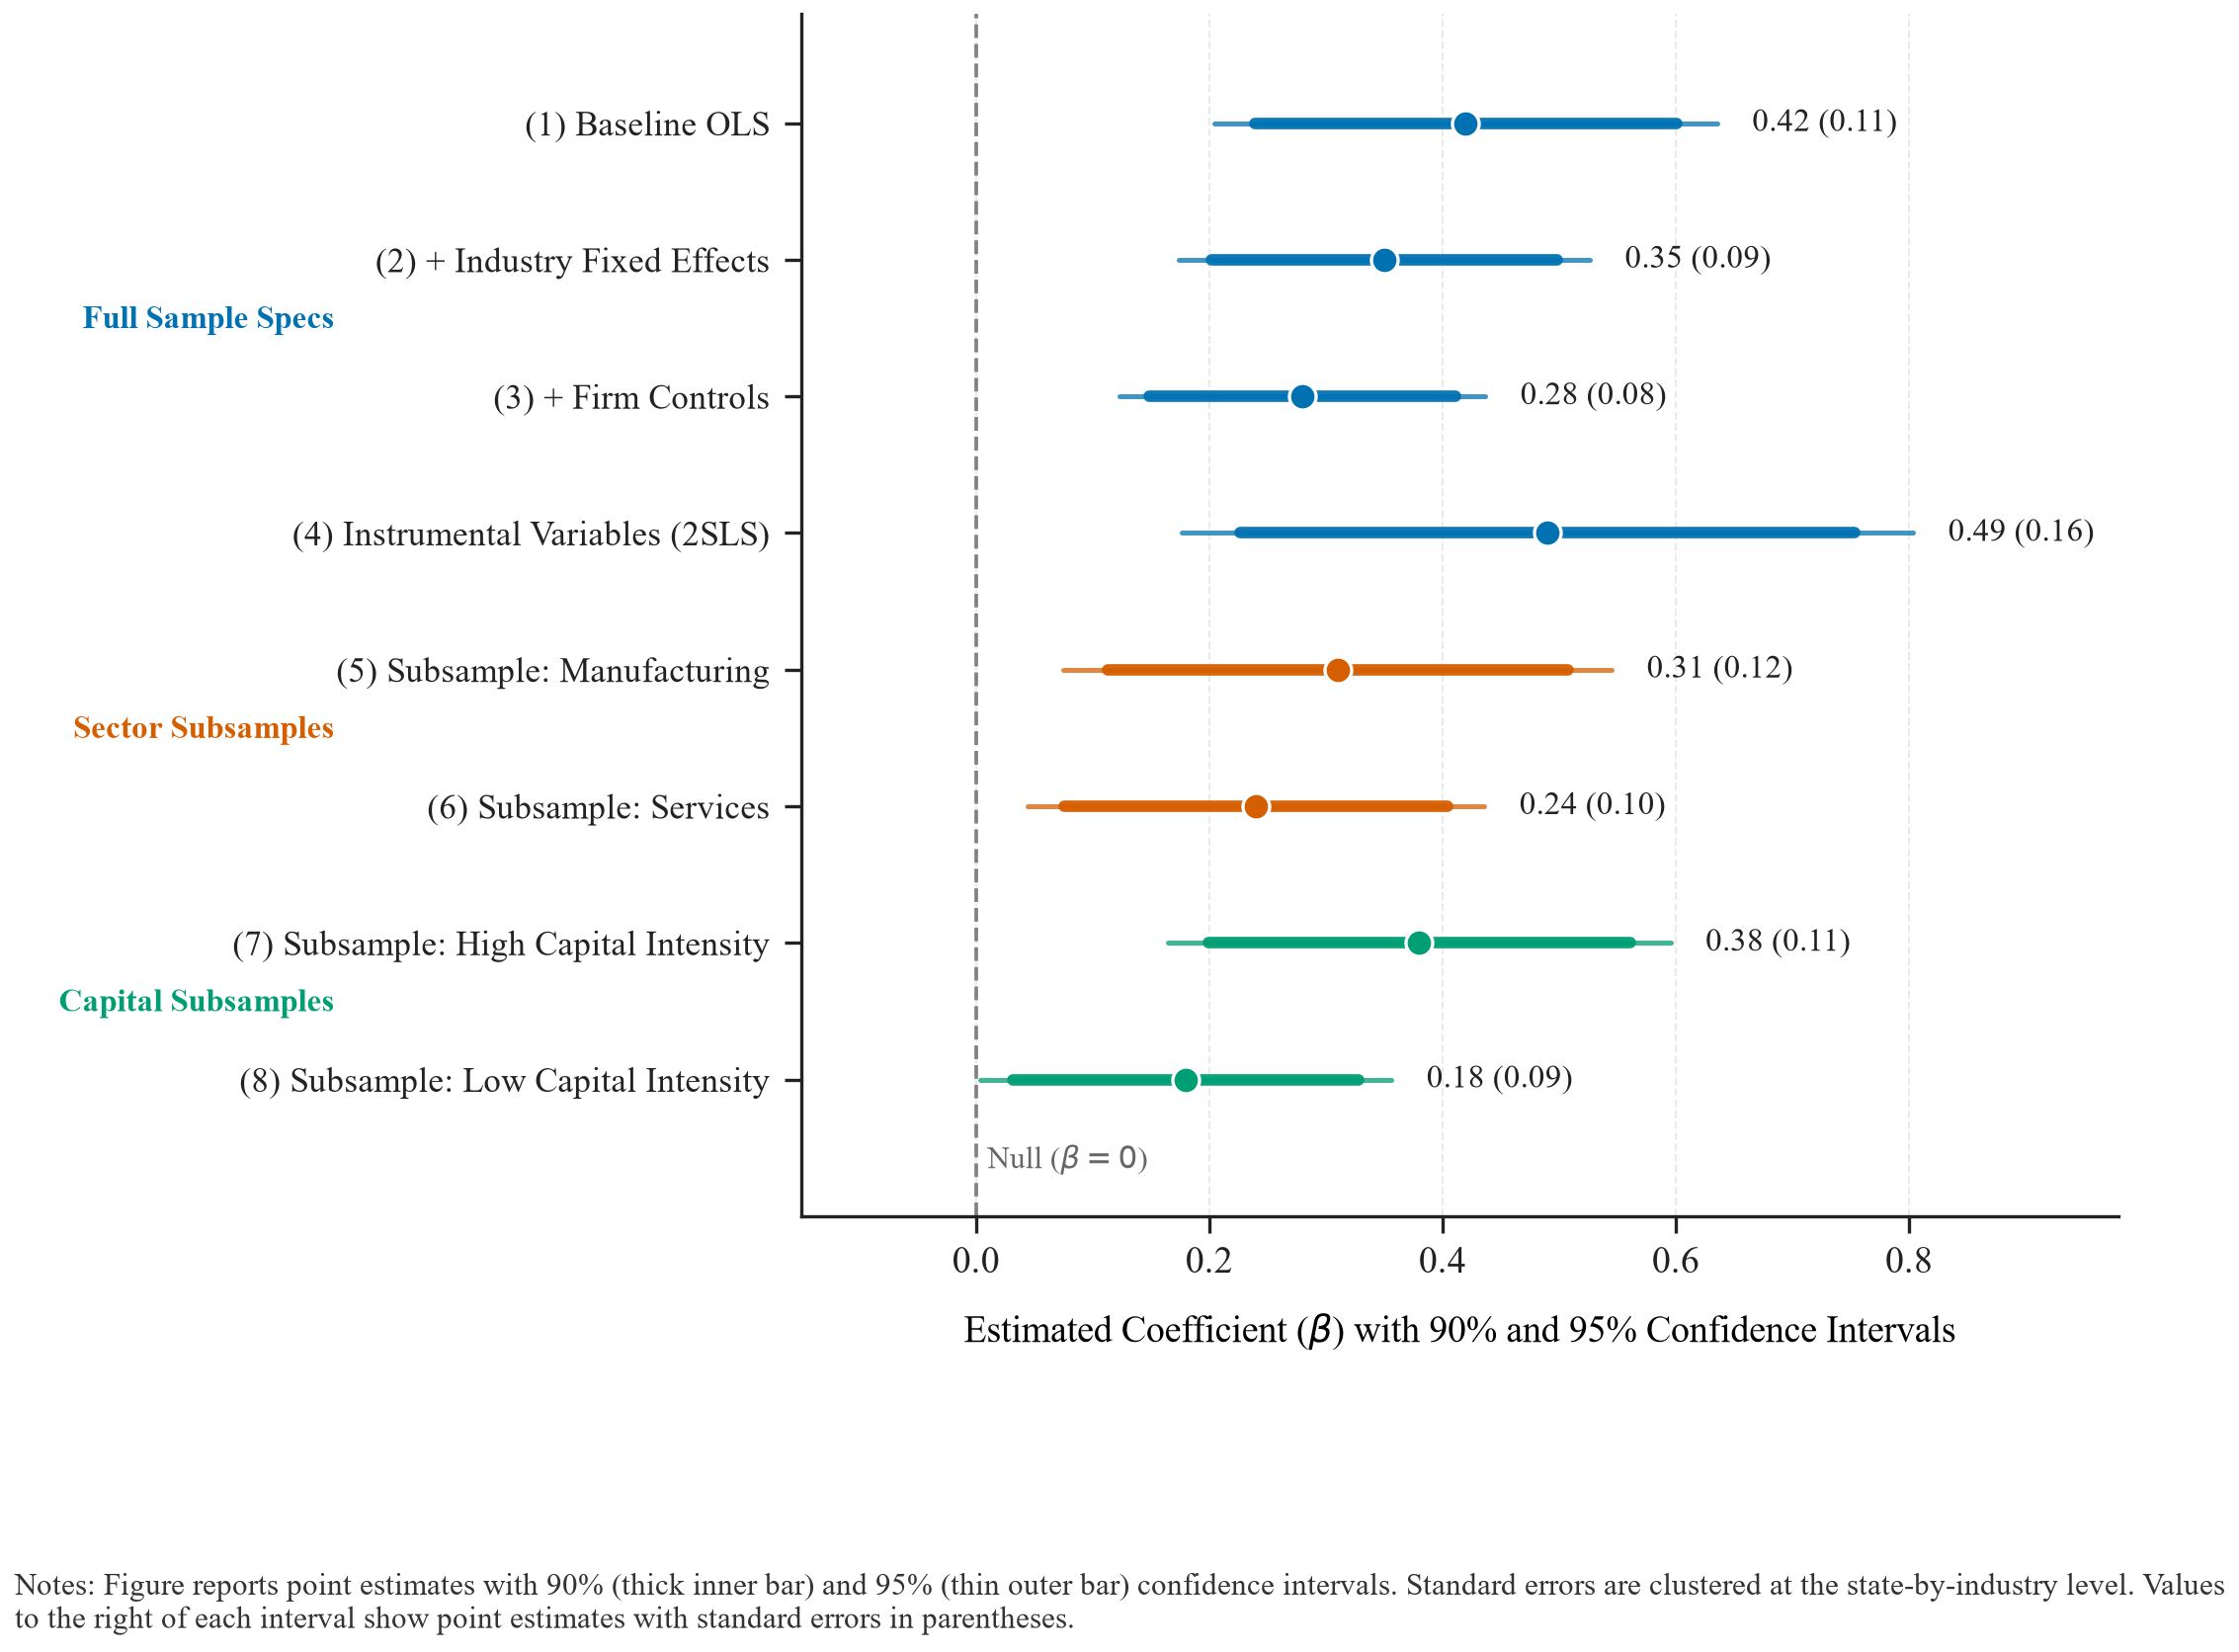 (1) Baseline OLS
0.42 (0.11)
(2) + Industry Fixed Effects
0.35 (0.09)
Full Sample Specs
(3) + Firm Controls
0.28 (0.08)
(4) Instrumental Variables (2SLS)
0.49 (0.16)
(5) Subsample: Manufacturing
0.31 (0.12)
Sector Subsamples
(6) Subsample: Services
0.24 (0.10)
(7) Subsample: High Capital Intensity
0.38 (0.11)
Capital Subsamples
(8) Subsample: Low Capital Intensity
0.18 (0.09)
Null (β = 0)
0.0 0.2 0.4 0.6 0.8
Estimated Coefficient (β) with 90% and 95% Confidence Intervals
Notes: Figure reports point estimates with 90% (thick inner bar) and 95% (thin outer bar) confidence intervals. Standard errors are clustered at the state-by-industry level. Values
to the right of each interval show point estimates with standard errors in parentheses.